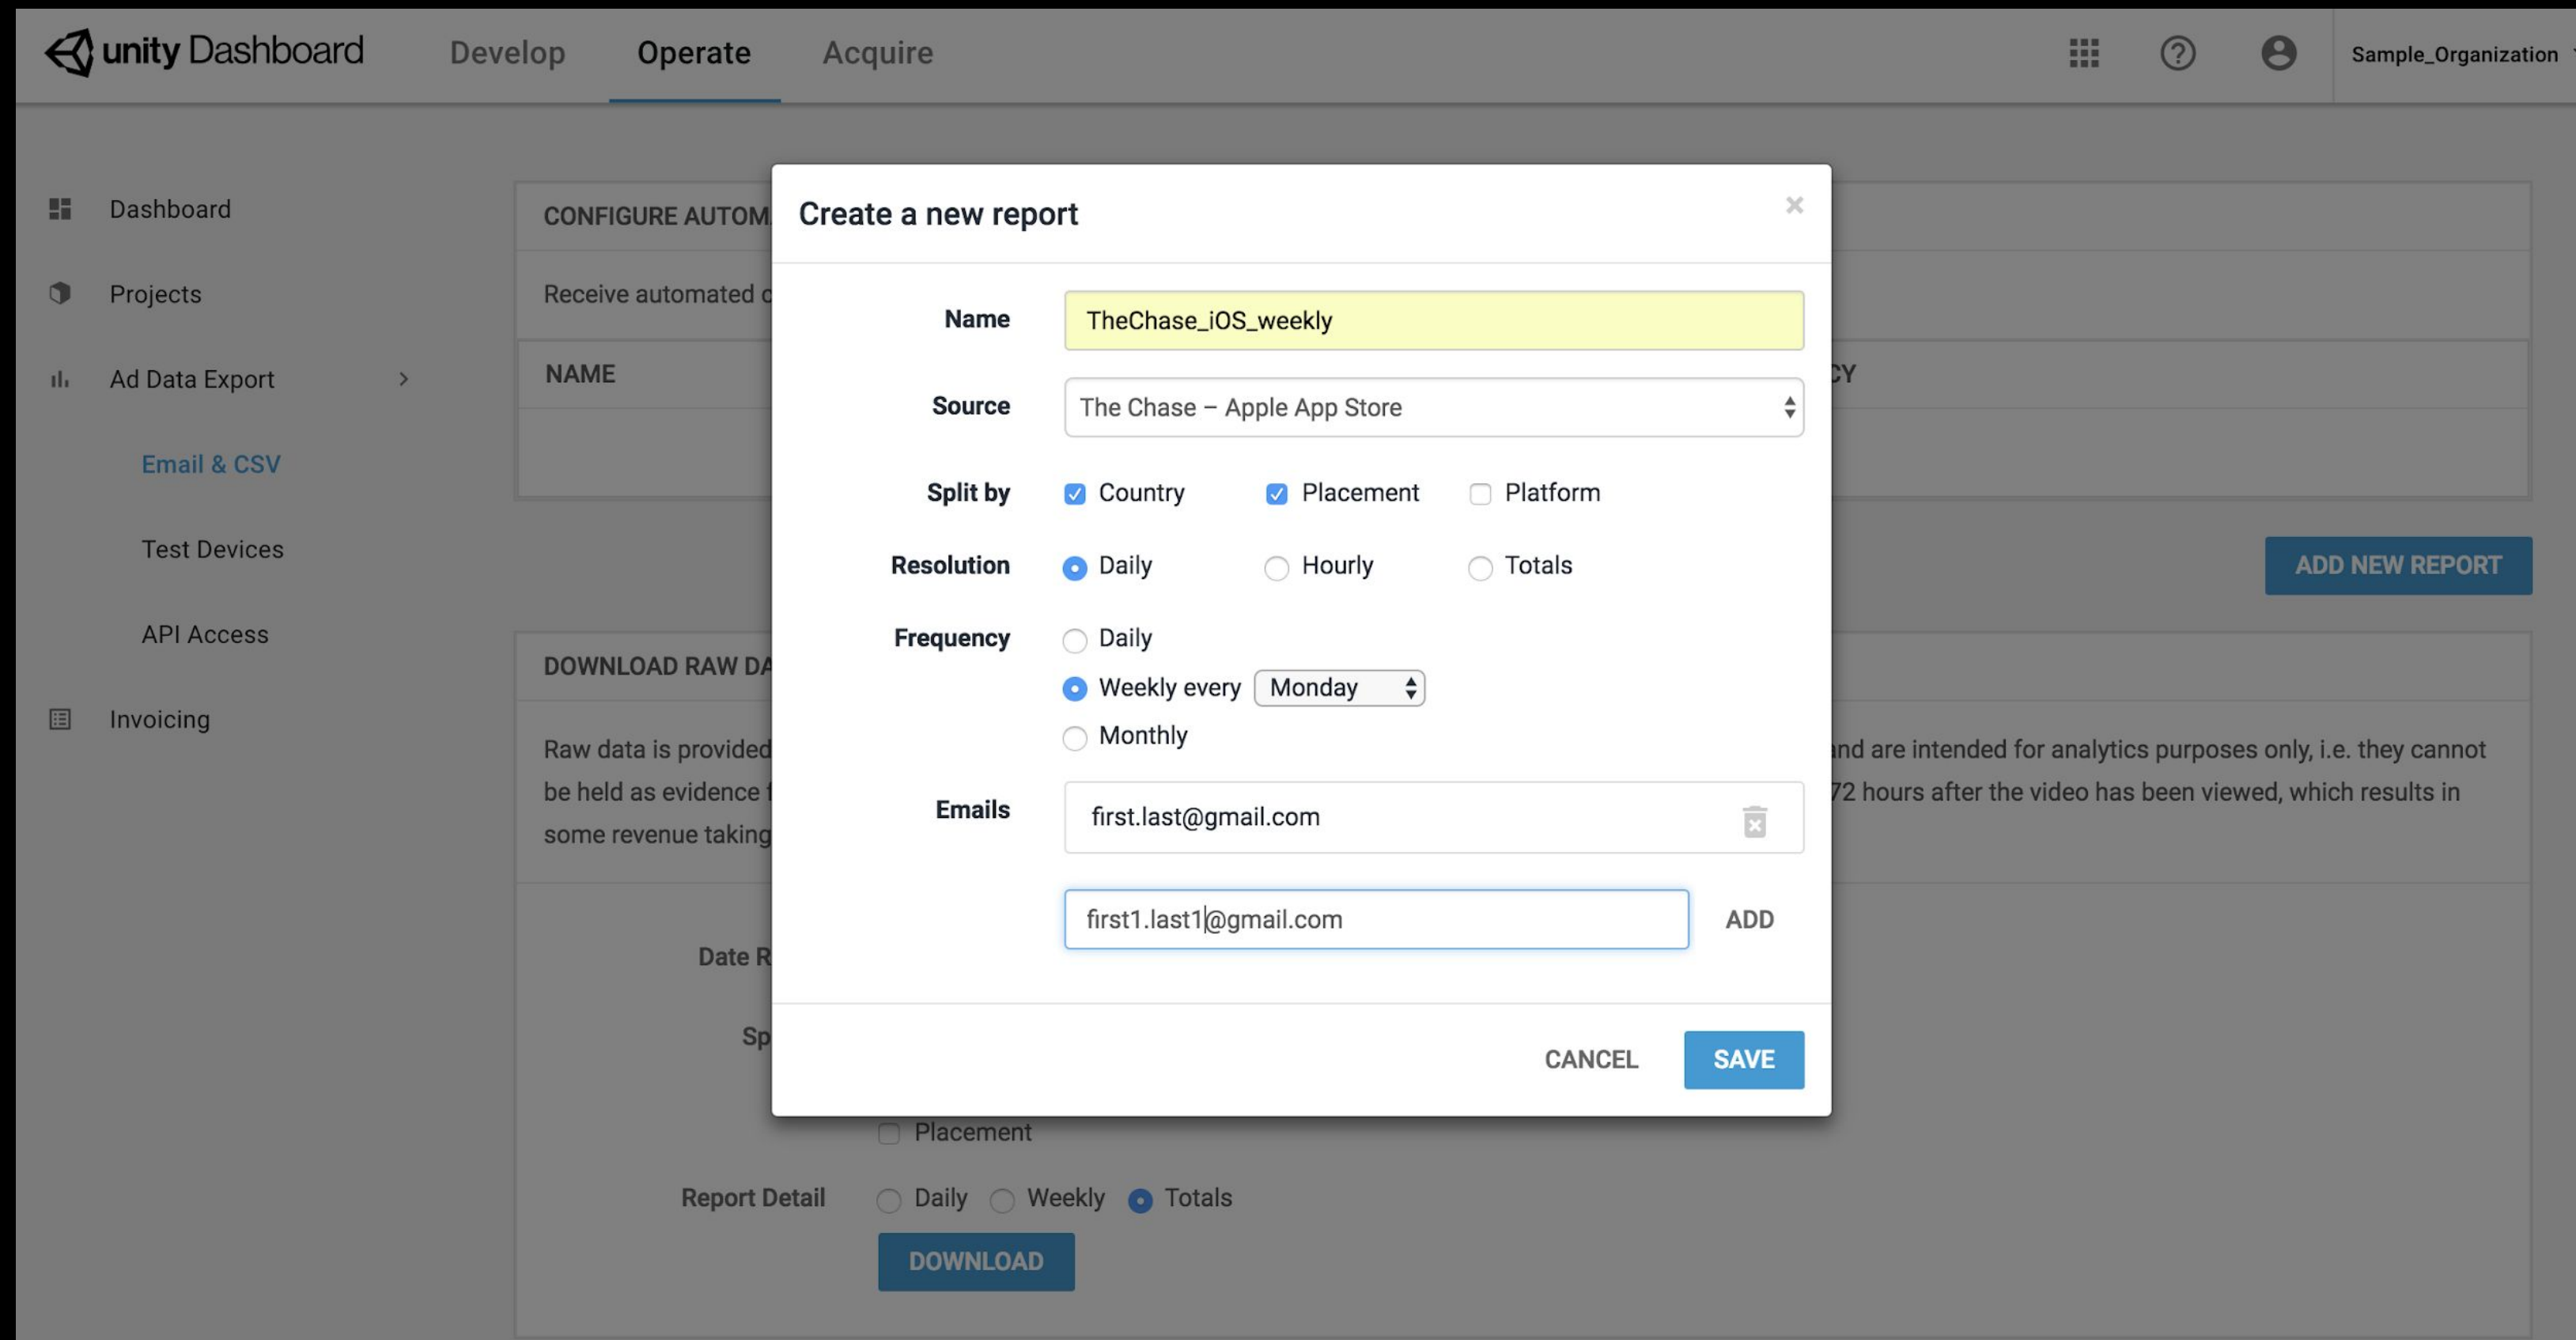 unity Dashboard Develop Operate Acquire Sample_Organization
Dashboard
Projects
Ad Data Export
Email & CSV
Test Devices
API Access
Invoicing
CONFIGURE
Receive automated
NAME
ADD NEW REPORT
DOWNLOAD RAW
Raw data is provided
and are intended for analytics purposes only, i.e. they cannot
be held as evidence
72 hours after the video has been viewed, which results in
some revenue taking
Date
Create a new report
Name TheChase_iOS_weekly
Source The Chase – Apple App Store
Split by Country Placement Platform
Resolution Daily Hourly Totals
Frequency Daily
Weekly every Monday
Monthly
Emails first.last@gmail.com
first1.last1@gmail.com ADD
CANCEL SAVE
Placement
Report Detail Daily Weekly Totals
DOWNLOAD